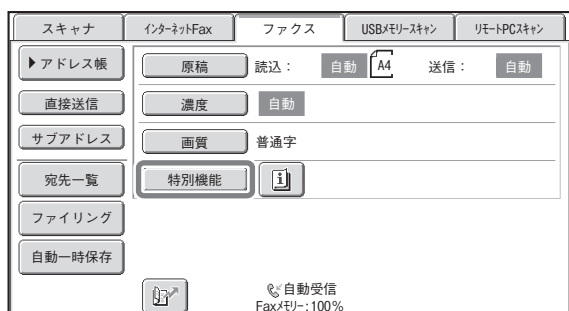 スキャナ インターネットFax ファクス USBメモリースキャン リモートPCスキャン
アドレス帳 原稿 読込： 自動 A4 送信： 自動
直接送信 濃度 自動
サブアドレス 画質 普通字
宛先一覧 特別機能
ファイリング
自動一時保存
自動受信
Faxメモリー:100%